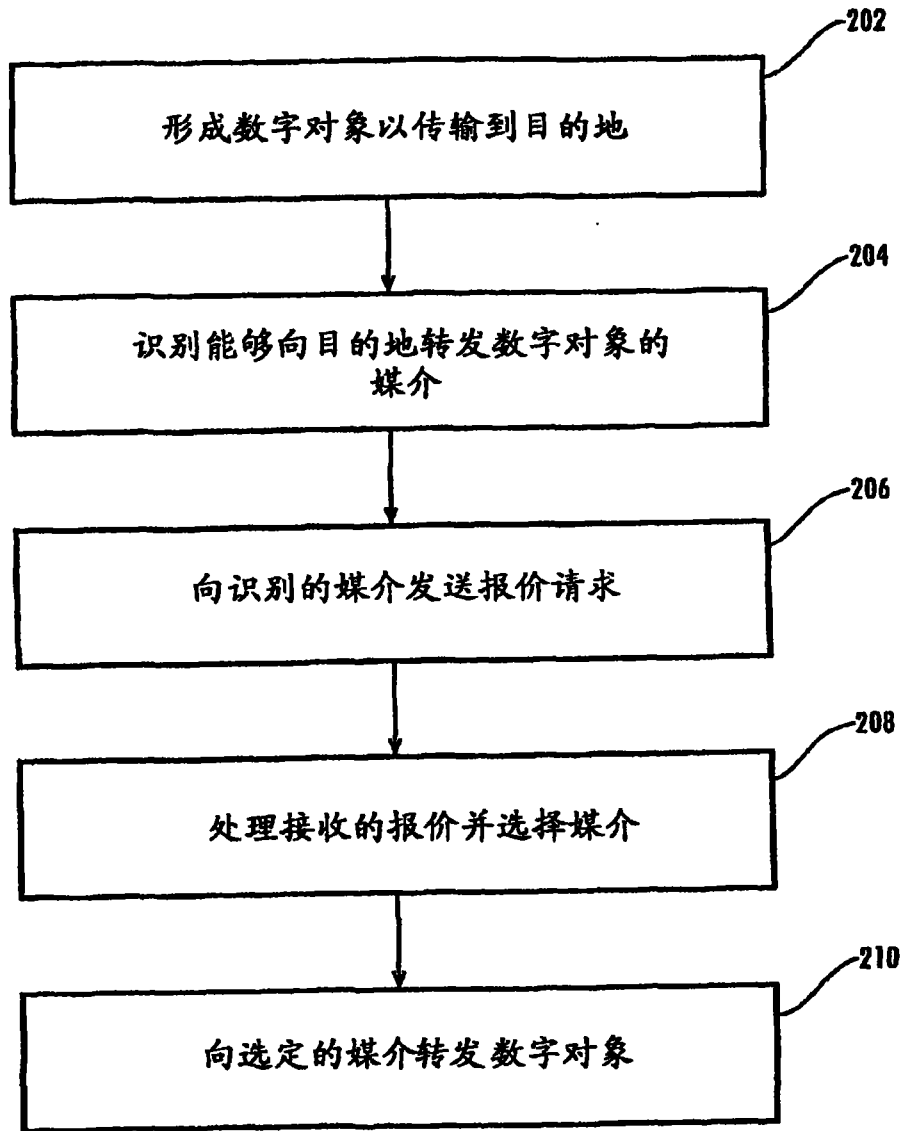 202
形成数字对象以传输到目的地
204
识别能够向目的地转发数字对象的
媒介
206
向识别的媒介发送报价请求
208
处理接收的报价并选择媒介
210
向选定的媒介转发数字对象